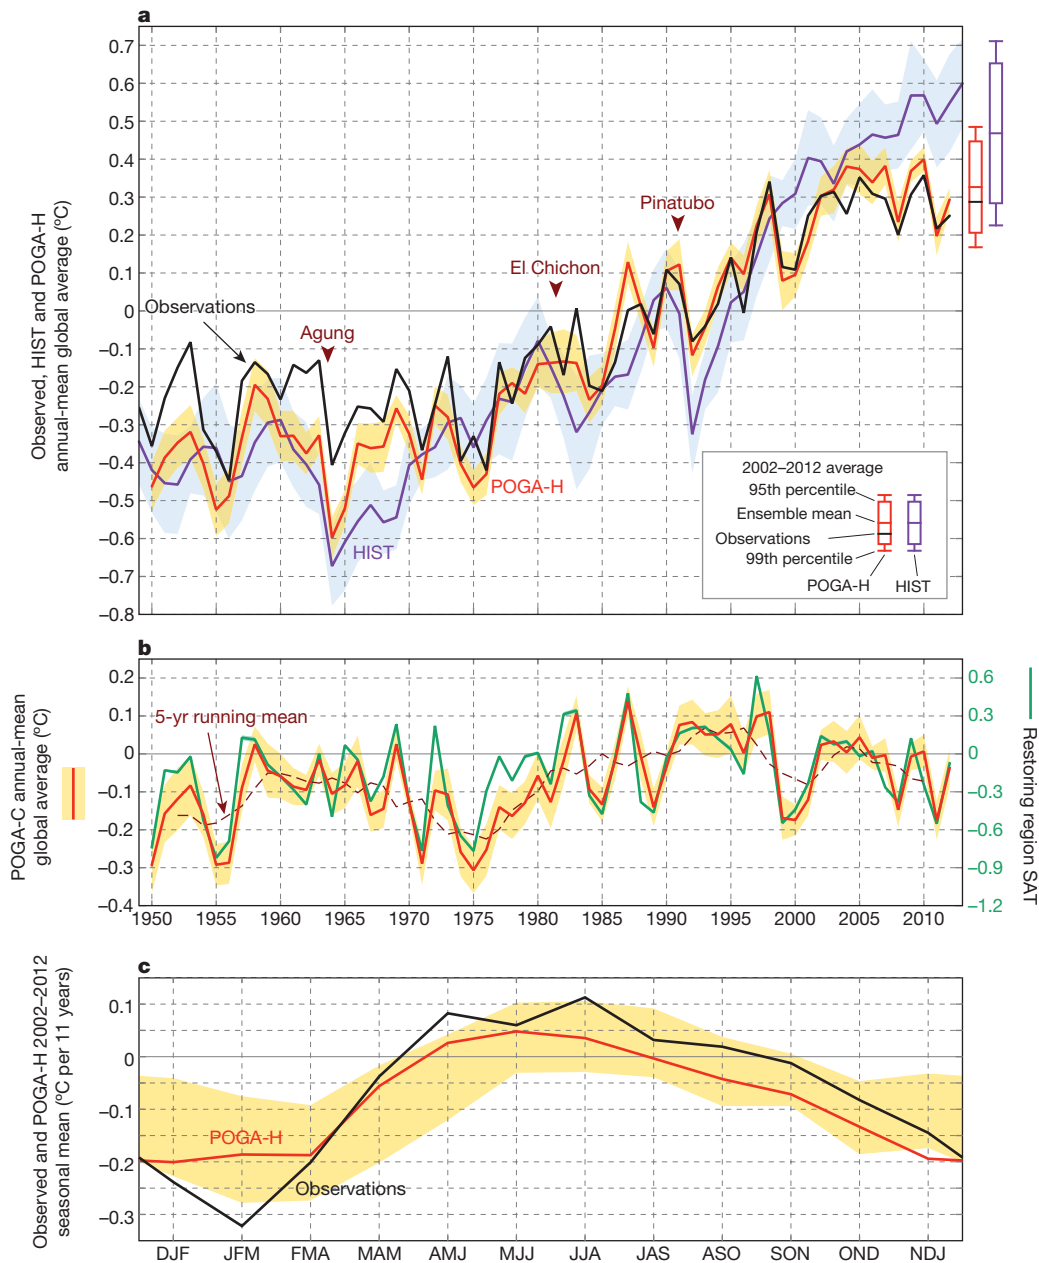 a
Observed, HIST and POGA-H
annual-mean global average (ºC)
0.7
0.6
0.5
0.4
0.3
0.2
0.1
0
–0.1
–0.2
–0.3
–0.4
–0.5
–0.6
–0.7
–0.8
Observations
Agung
El Chichon
Pinatubo
POGA-H
HIST
2002–2012 average
95th percentile
Ensemble mean
Observations
99th percentile
POGA-H
HIST
b
POGA-C annual-mean
global average (ºC)
0.2
0.1
0
–0.1
–0.2
–0.3
–0.4
5-yr running mean
0.6
0.3
0
–0.3
–0.6
–0.9
–1.2
Restoring region SAT
1950 1955 1960 1965 1970 1975 1980 1985 1990 1995 2000 2005 2010
c
Observed and POGA-H 2002–2012
seasonal mean (ºC per 11 years)
0.1
0
–0.1
–0.2
–0.3
POGA-H
Observations
DJF JFM FMA MAM AMJ MJJ JJA JAS ASO SON OND NDJ